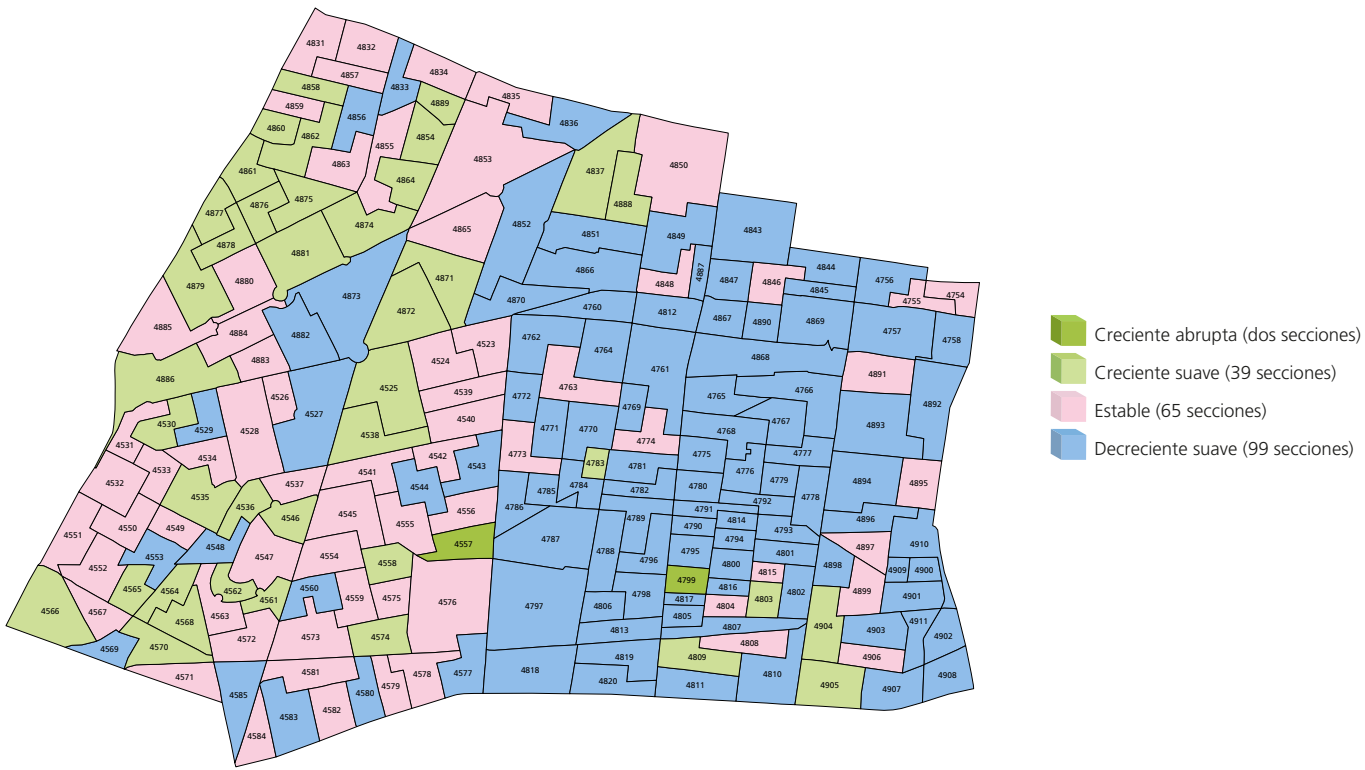 4831 4832
4857 4833 4834
4858 4835
4859 4856 4889 4836
4860 4862 4855 4854
4863 4853 4850
4861 4864 4837
4875 4888
4877 4876 4874 4865 4852 4849 4843
4878 4881 4851
4879 4880 4871 4866 4848 4887 4847 4846 4844 4756
4873 4872 4870 4845 4755 4754
4885 4884 4882 4760 4812 4867 4890 4869 4757
4883 4524 4523 4762 4764 4868 4758
4886 4525 4539 4763 4761 4891
4526 4772 4769 4765 4766 4892
4530 4529 4528 4527 4538 4540 4771 4770 4768 4767 4893
4531 4534 4542 4773 4774 4775 4777
4532 4533 4537 4541 4543 4783 4781 4776 4779 4894 4895
4535 4544 4785 4784 4782 4780 4778
4536 4546 4545 4555 4556 4786 4791 4792
4551 4550 4549 4789 4790 4814 4793 4896
4553 4548 4547 4554 4557 4787 4788 4795 4794 4801 4897 4910
4552 4558 4796 4800 4898 4909 4900
4565 4564 4562 4560 4559 4575 4799 4815
4566 4567 4568 4563 4561 4576 4797 4806 4798 4817 4816 4803 4802 4899 4901
4569 4570 4572 4573 4574 4813 4805 4804 4807 4904 4903 4911 4902
4571 4581 4579 4578 4577 4818 4819 4809 4808 4906
4585 4580 4820 4811 4810 4905 4907 4908
4584 4583 4582
Creciente abrupta (dos secciones)
Creciente suave (39 secciones)
Estable (65 secciones)
Decreciente suave (99 secciones)